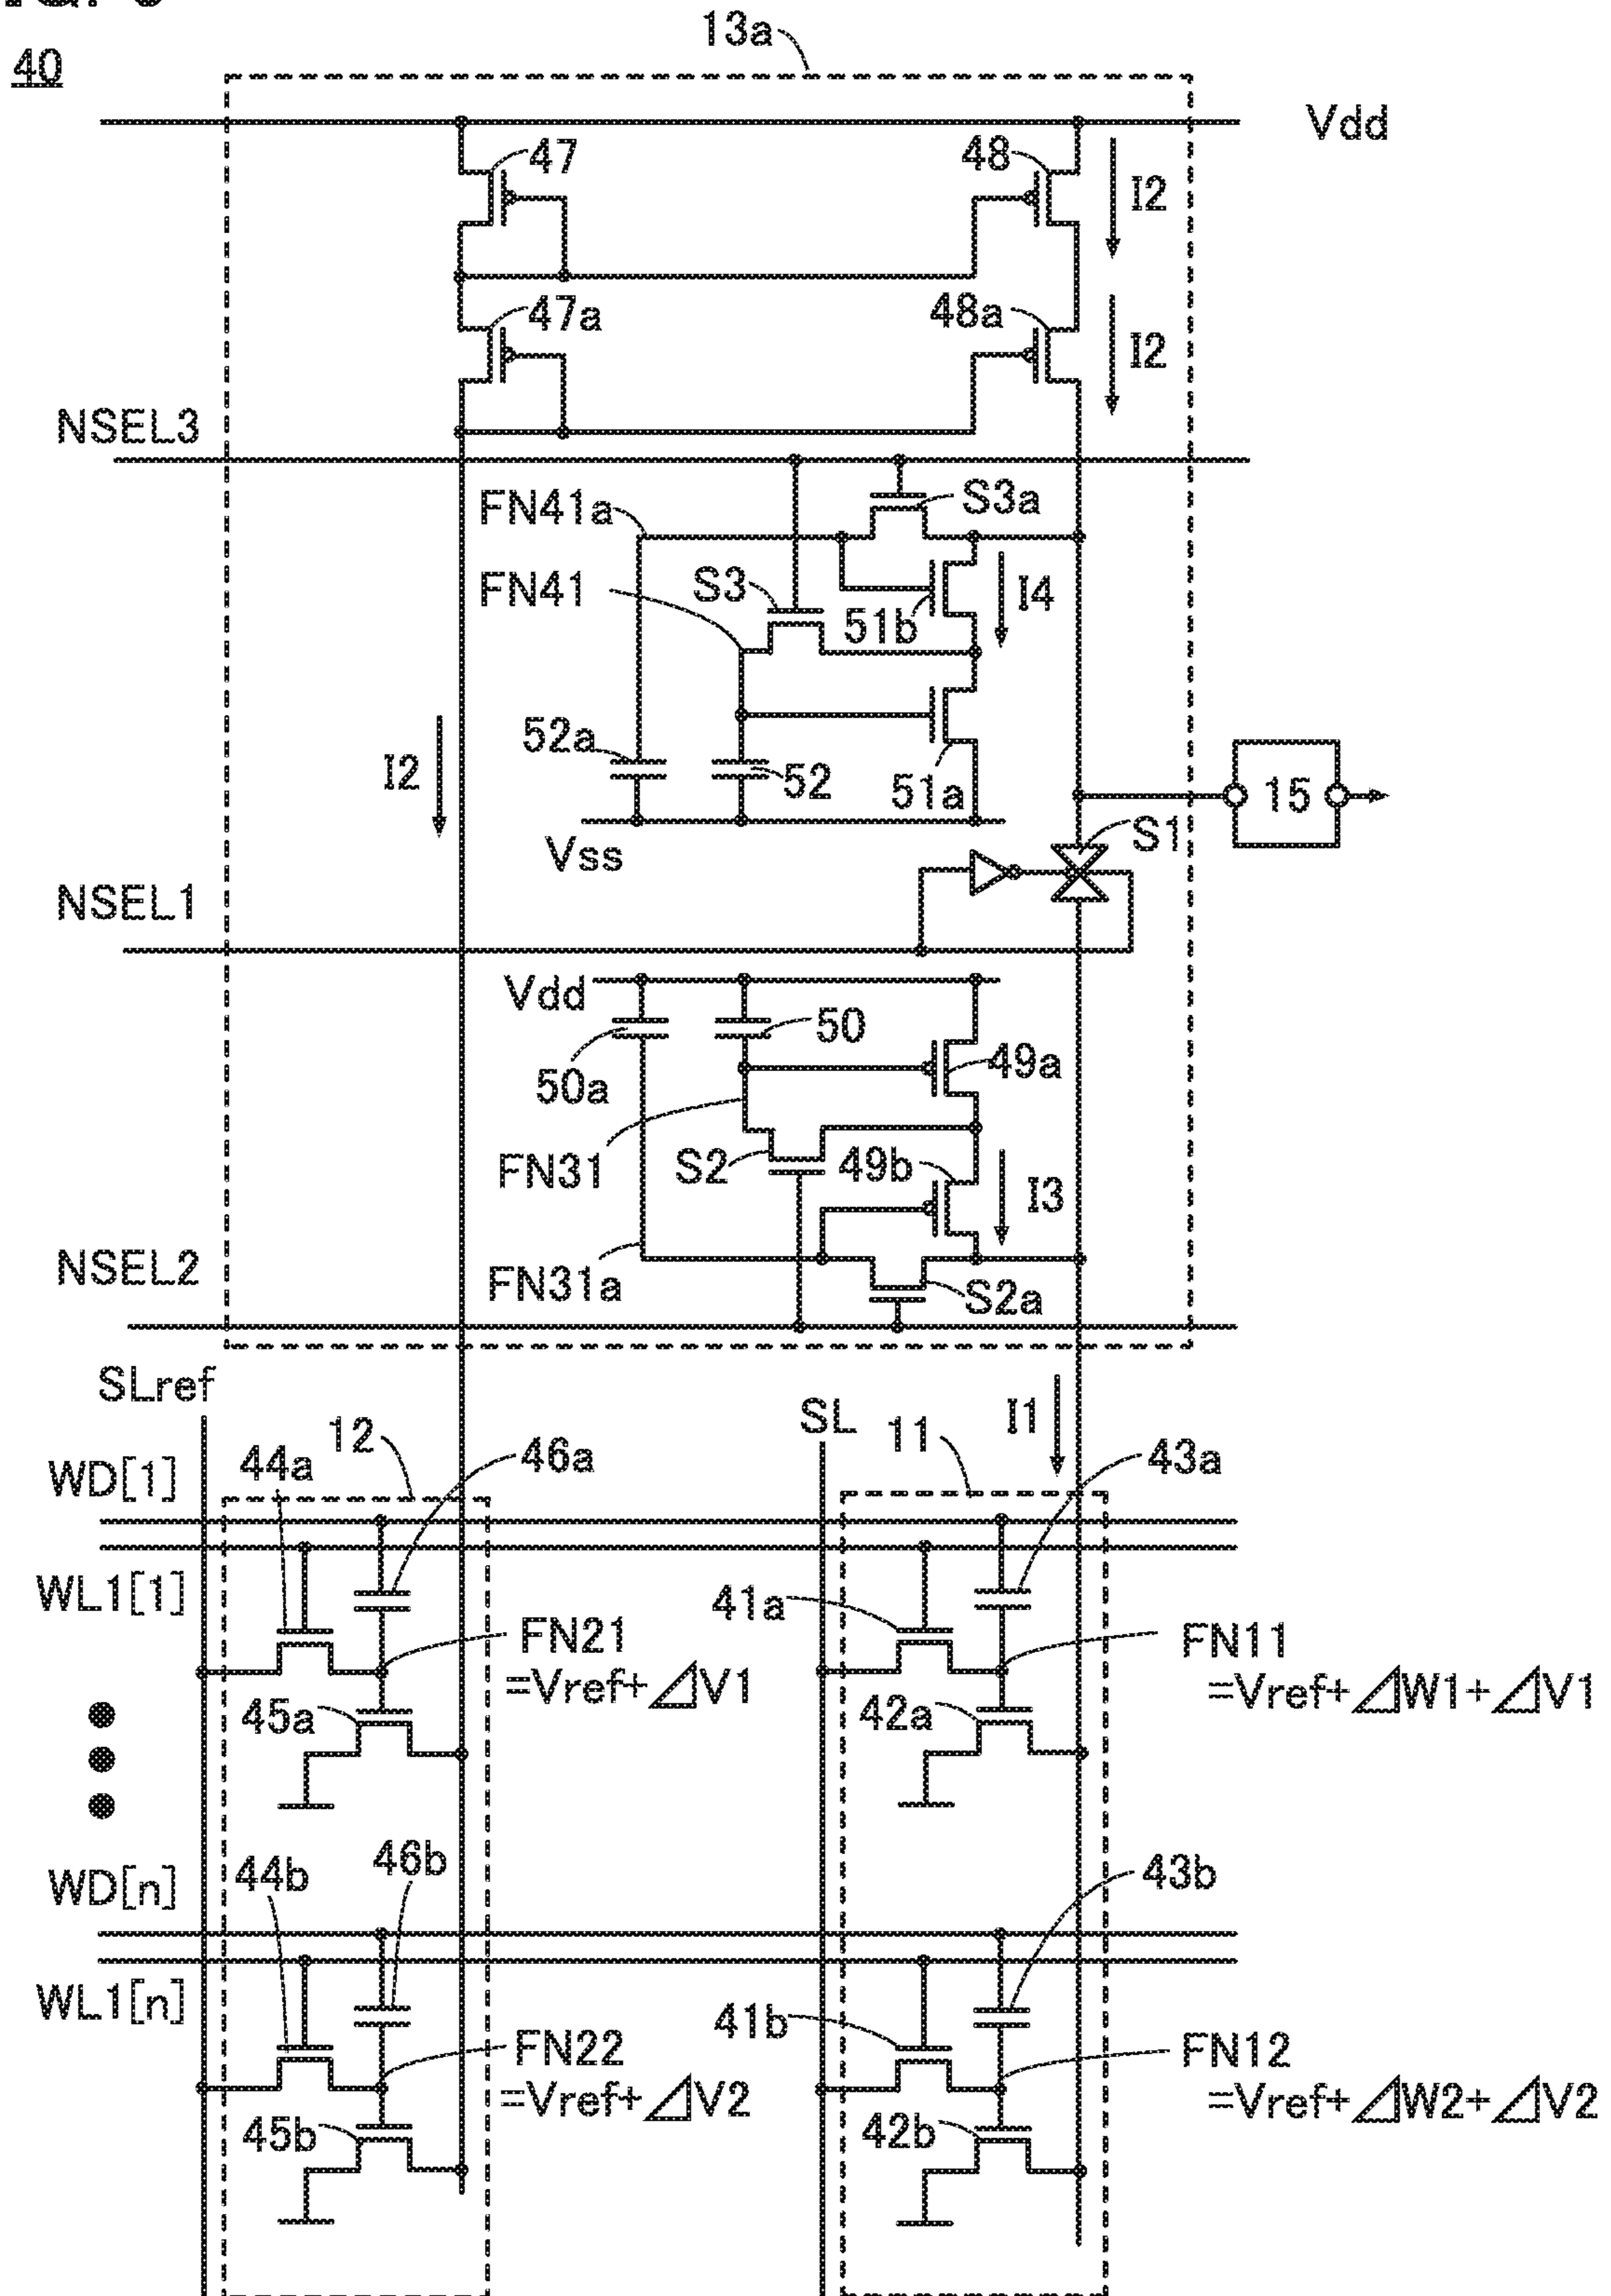 40
13a
Vdd
47
48
I2
47a
48a
I2
NSEL3
FN41a
S3a
FN41
S3
51b
I4
I2
52a
52
51a
15
Vss
S1
NSEL1
Vdd
50
49a
50a
FN31
S2
49b
I3
NSEL2
FN31a
S2a
SLref
12
SL
11
I1
WD[1]
44a
46a
43a
WL1[1]
41a
FN21
=Vref+⊿V1
FN11
=Vref+⊿W1+⊿V1
45a
42a
WD[n]
44b
46b
43b
WL1[n]
41b
FN22
=Vref+⊿V2
FN12
=Vref+⊿W2+⊿V2
45b
42b